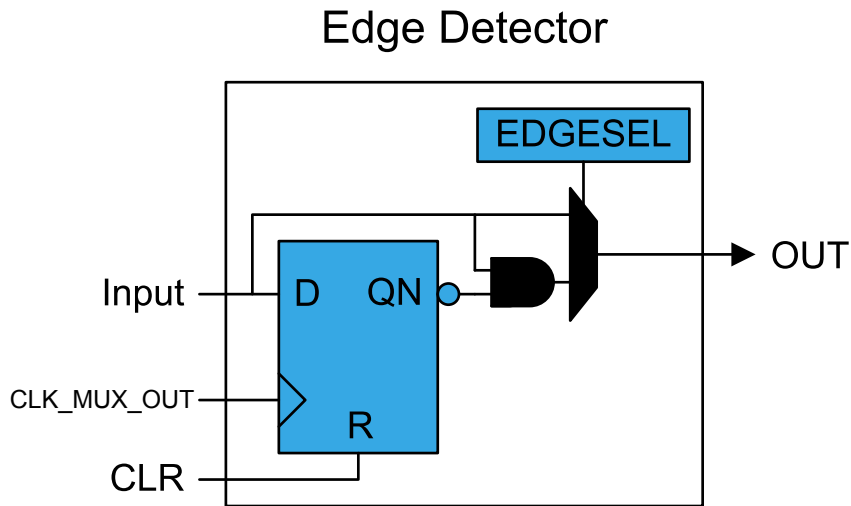 Edge Detector
EDGESEL
OUT
Input
D
QN
CLK_MUX_OUT
R
CLR